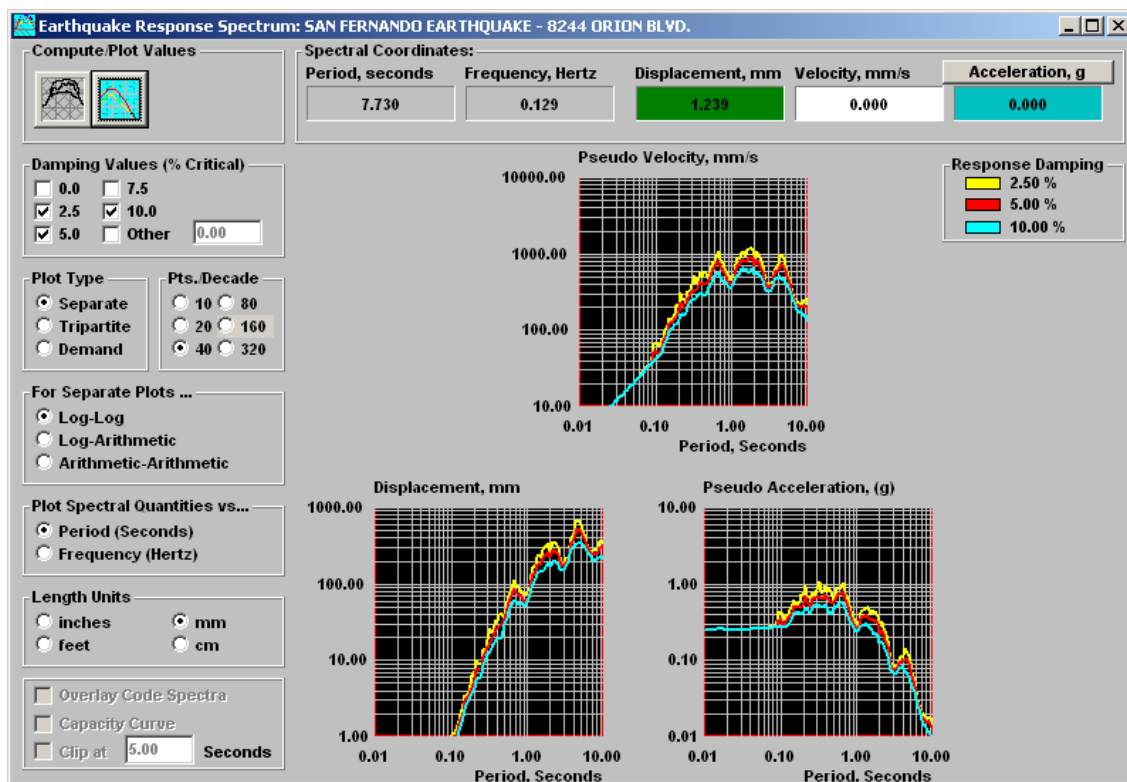 Earthquake Response Spectrum: SAN FERNANDO EARTHQUAKE - 8244 ORION BLVD.
Compute/Plot Values
Spectral Coordinates:
Period, seconds Frequency, Hertz Displacement, mm Velocity, mm/s Acceleration, g
7.730 0.129 1.239 0.000 0.000
Damping Values (% Critical)
0.0 7.5
2.5 10.0
5.0 Other 0.00
Plot Type
Separate
Tripartite
Demand
Pts./Decade
10 80
20 160
40 320
For Separate Plots ...
Log-Log
Log-Arithmetic
Arithmetic-Arithmetic
Plot Spectral Quantities vs...
Period (Seconds)
Frequency (Hertz)
Length Units
inches mm
feet cm
Overlay Code Spectra
Capacity Curve
Clip at 5.00 Seconds
Pseudo Velocity, mm/s
10000.00
1000.00
100.00
10.00
0.01 0.10 1.00 10.00
Period, Seconds
Response Damping
2.50 %
5.00 %
10.00 %
Displacement, mm
1000.00
100.00
10.00
1.00
0.01 0.10 1.00 10.00
Period, Seconds
Pseudo Acceleration, (g)
10.00
1.00
0.10
0.01
0.01 0.10 1.00 10.00
Period, Seconds